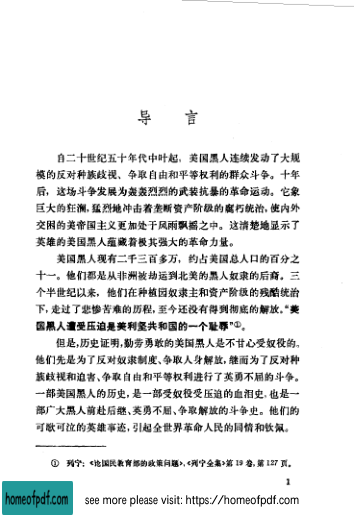 导 言
自二十世纪五十年代中叶起，美国黑人连续发动了大规
模的反对种族歧视、争取自由和平等权利的群众斗争。十年
后，这场斗争发展为轰轰烈烈的武装抗暴的革命运动。它象
巨大的狂澜，猛烈地冲击着垄断资产阶级的腐朽统治，使内外
交困的美帝国主义更加处于风雨飘摇之中。这清楚地显示了
英雄的美国黑人蕴藏着极其强大的革命力量。
美国黑人现有二千三百多万，约占美国总人口的百分之
十一。他们都是从非洲被劫运到北美的黑人奴隶的后裔。三
个半世纪以来，他们在种植园奴隶主和资产阶级的残酷统治
下，走过了悲惨苦难的历程，至今还没有得到彻底的解放。“美
国黑人遭受压迫是美利坚共和国的一个耻辱”①。
但是，历史证明，勤劳勇敢的美国黑人是不甘心受奴役的。
他们先是为了反对奴隶制度、争取人身解放，继而为了反对种
族歧视和迫害、争取自由和平等权利进行了英勇不屈的斗争。
一部美国黑人的历史，是一部受奴役受压迫的血泪史，也是一
部广大黑人前赴后继、英勇不屈、争取解放的斗争史。他们的
可歌可泣的英雄事迹，引起全世界革命人民的同情和钦佩。
① 列宁：《论国民教育部的政策问题》，《列宁全集》第 19 卷，第 127 页。
1
homeofpdf.com see more please visit: https://homeofpdf.com